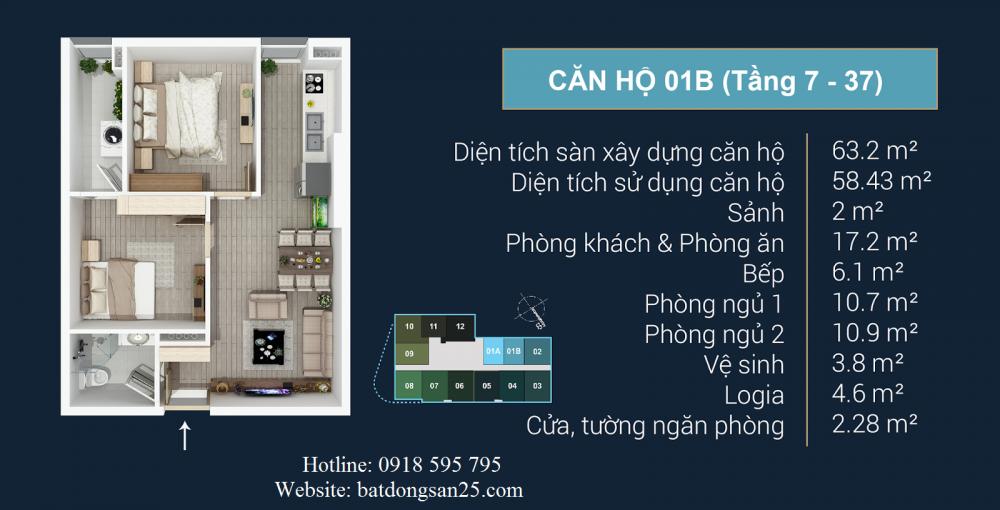 CĂN HỘ 01B (Tầng 7 - 37)
Diện tích sàn xây dựng căn hộ 63.2 m²
Diện tích sử dụng căn hộ 58.43 m²
Sảnh 2 m²
Phòng khách & Phòng ăn 17.2 m²
Bếp 6.1 m²
Phòng ngủ 1 10.7 m²
Phòng ngủ 2 10.9 m²
Vệ sinh 3.8 m²
Logia 4.6 m²
Cửa, tường ngăn phòng 2.28 m²
10 11 12
09 01A 01B 02
08 07 06 05 04 03
Hotline: 0918 595 795
Website: batdongsan25.com